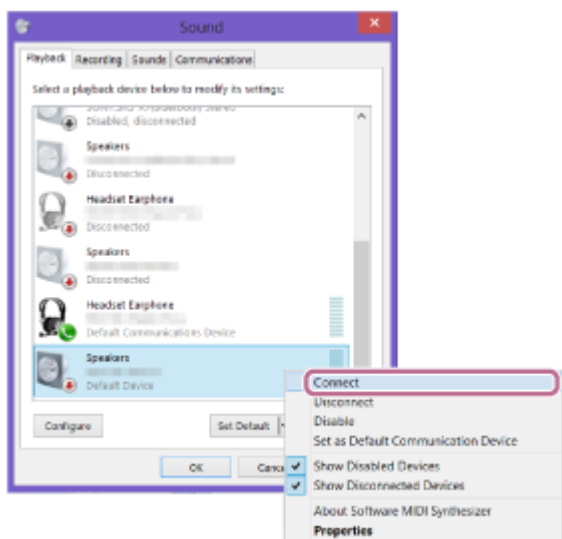 Sound
Playback Recording Sounds Communications
Select a playback device below to modify its settings:
Disabled, disconnected
Speakers
Disconnected
Headset Earphone
Disconnected
Speakers
Disconnected
Headset Earphone
Default Communications Device
Speakers
Default Device
Configure Set Default
OK Canc
Connect
Disconnect
Disable
Set as Default Communication Device
Show Disabled Devices
Show Disconnected Devices
About Software MIDI Synthesizer
Properties